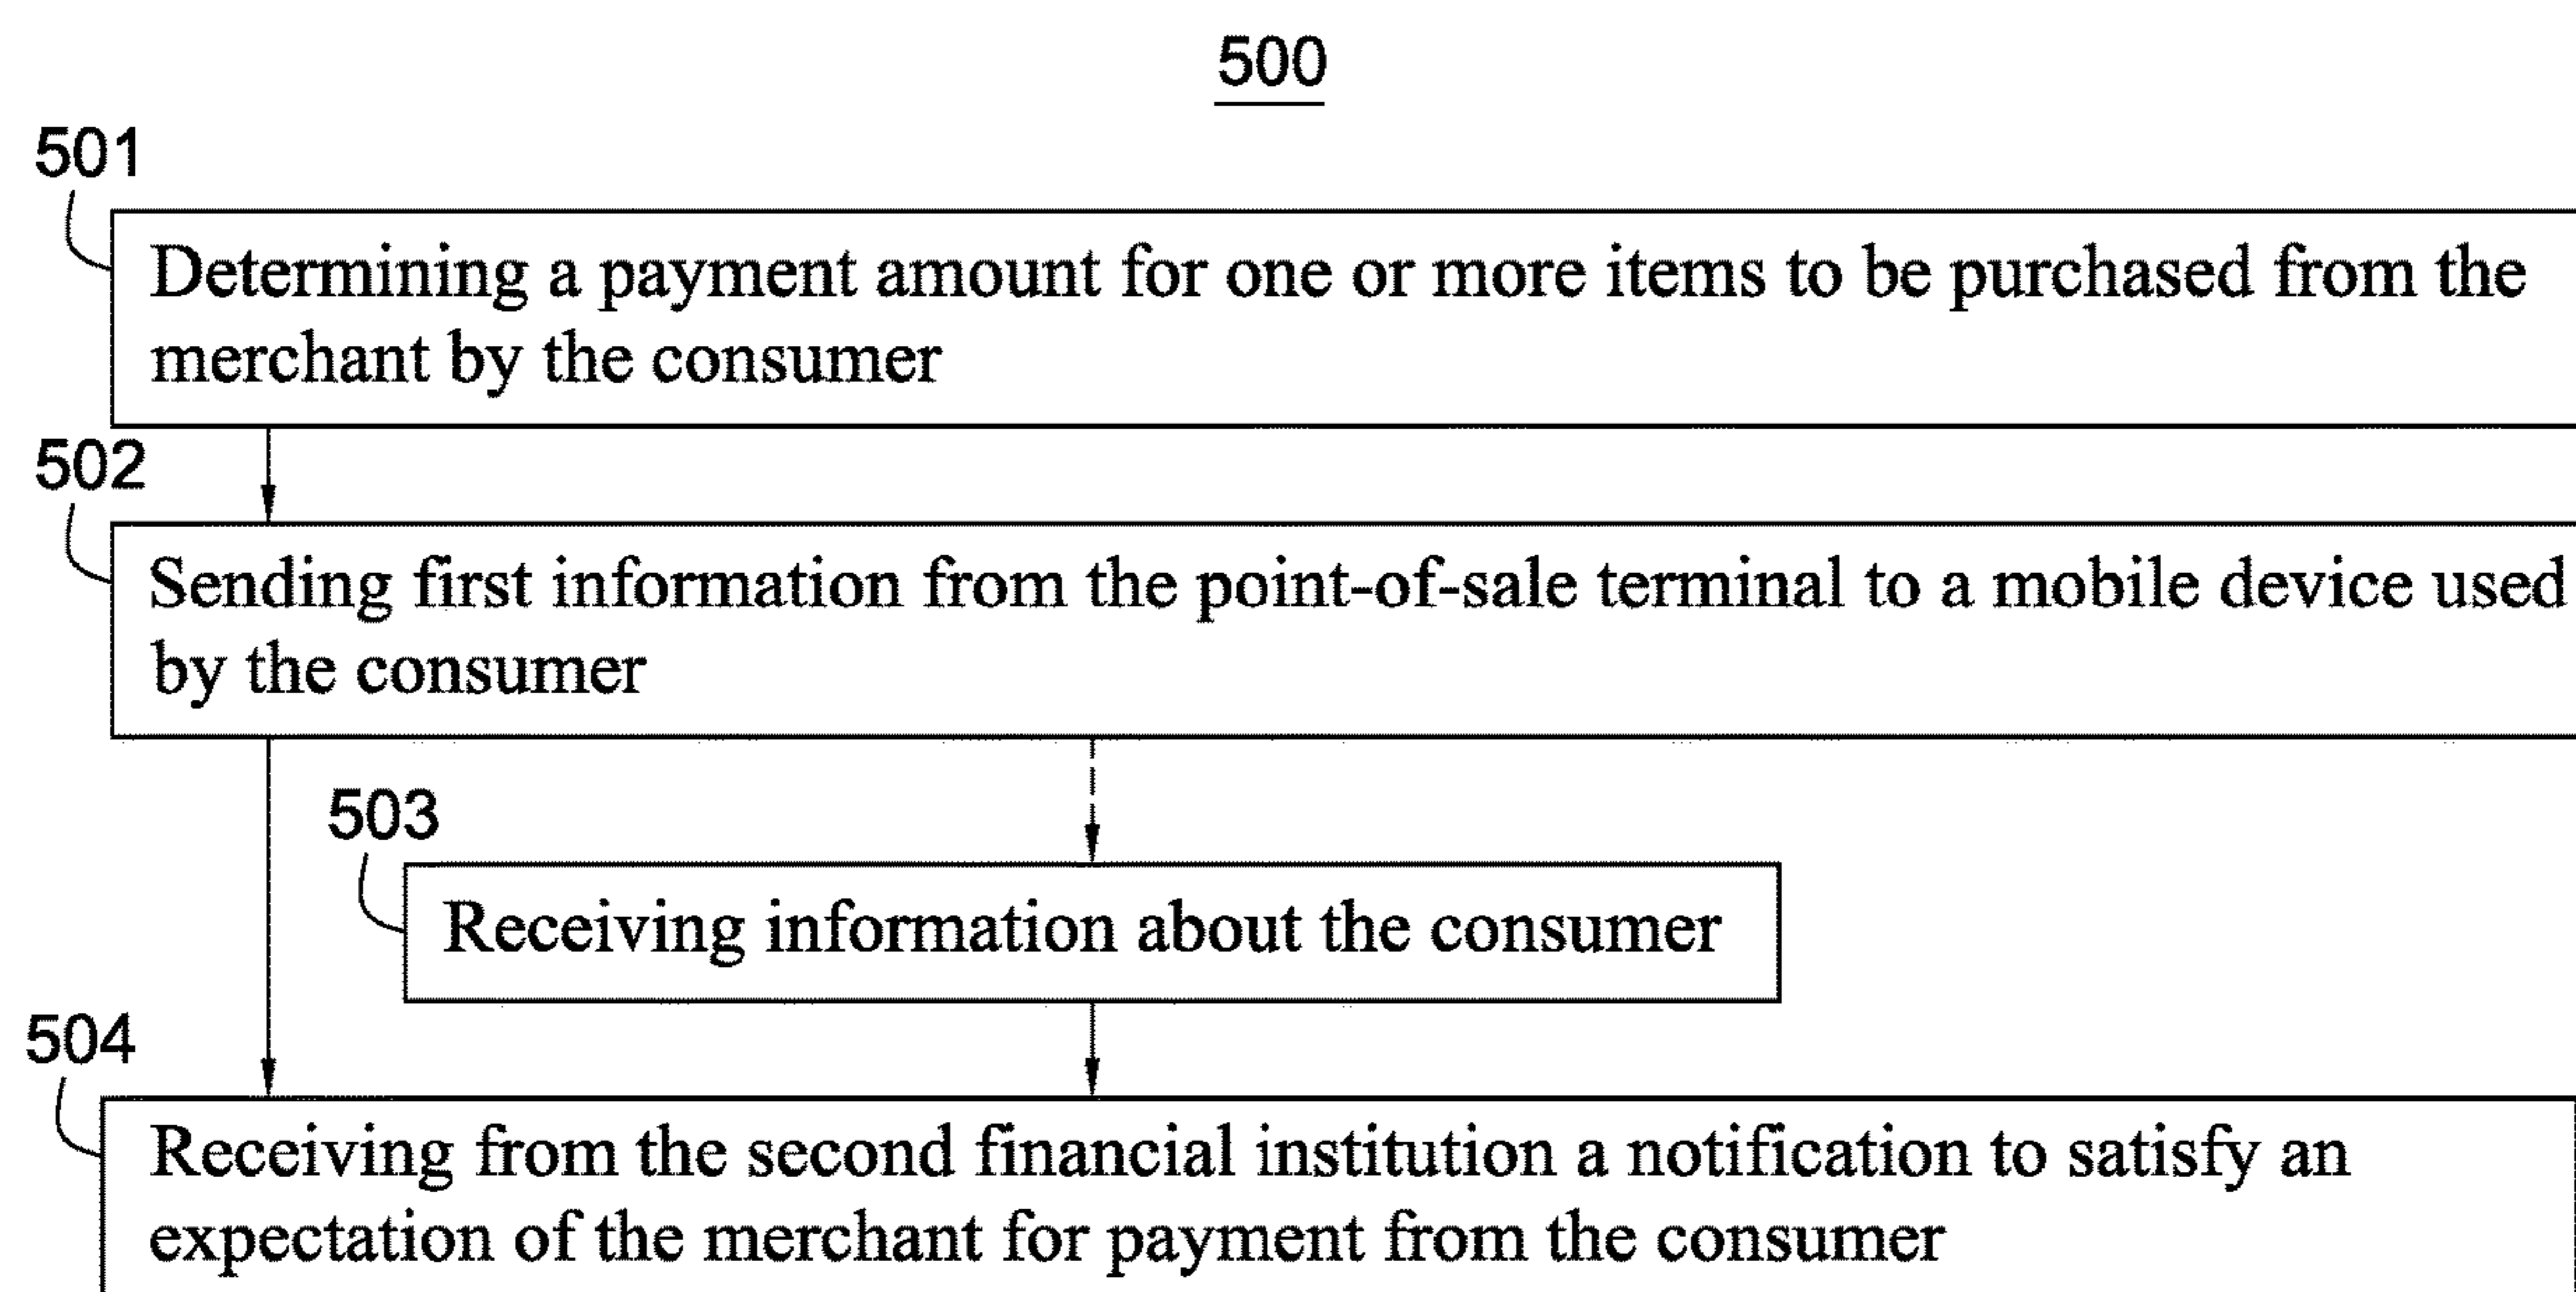 500
501
Determining a payment amount for one or more items to be purchased from the
merchant by the consumer
502
Sending first information from the point-of-sale terminal to a mobile device used
by the consumer
503
Receiving information about the consumer
504
Receiving from the second financial institution a notification to satisfy an
expectation of the merchant for payment from the consumer